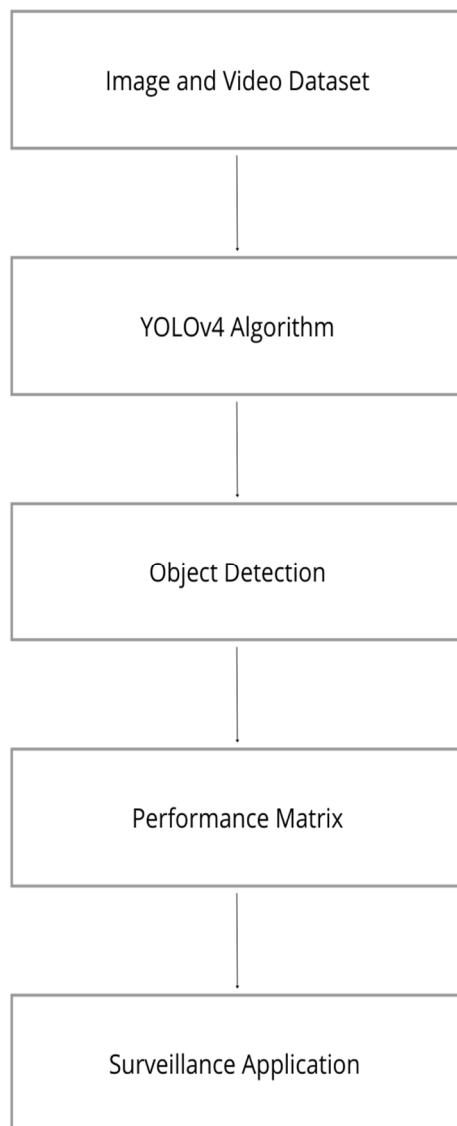 Image and Video Dataset
YOLOv4 Algorithm
Object Detection
Performance Matrix
Surveillance Application